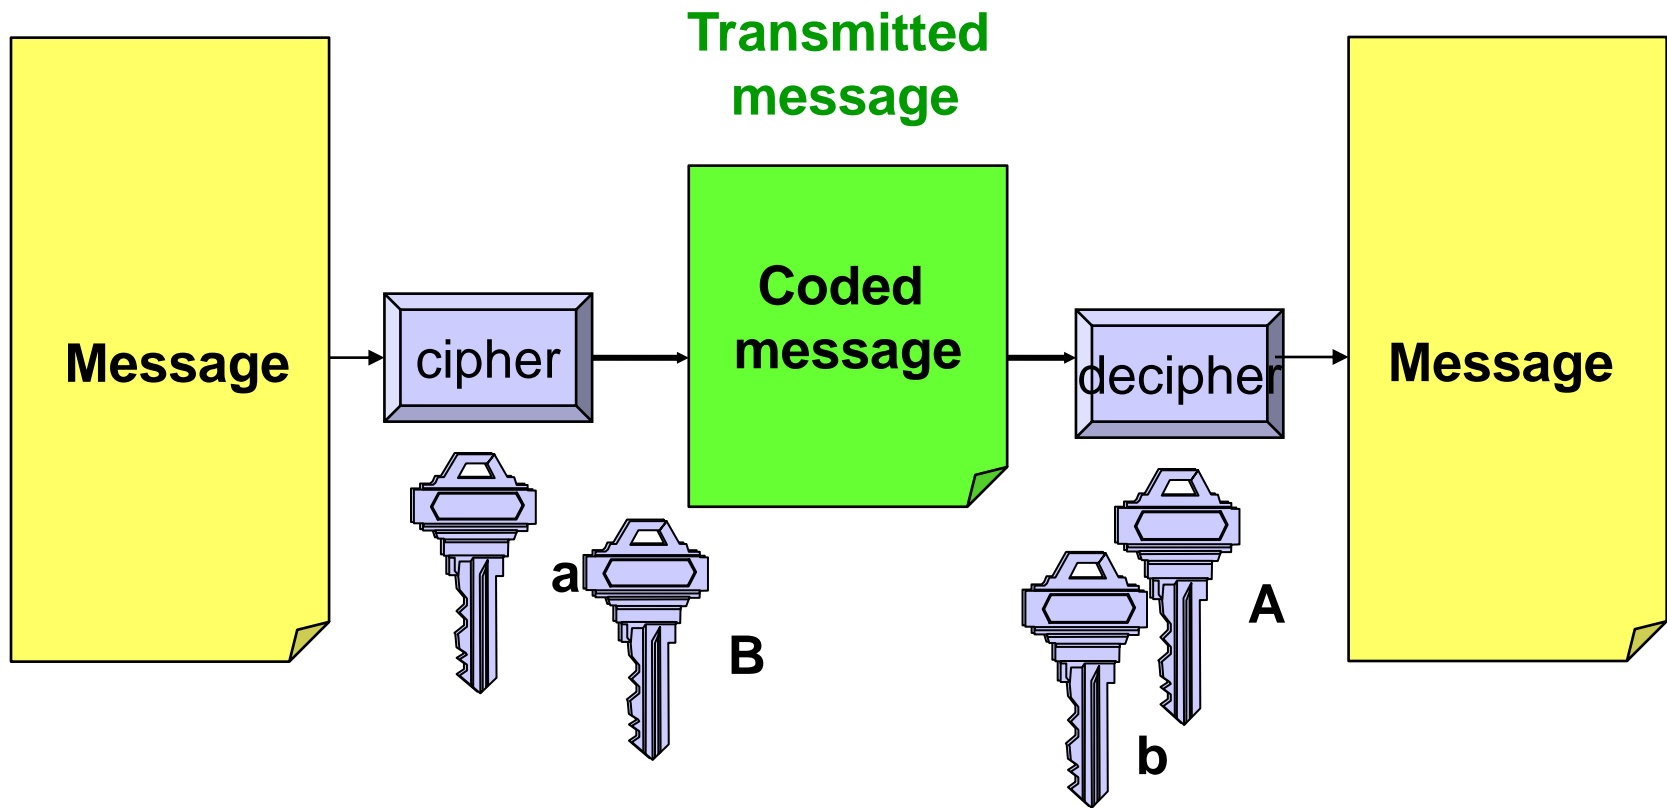 Transmitted
message
Message
cipher
Coded
message
decipher
Message
a
B
A
b